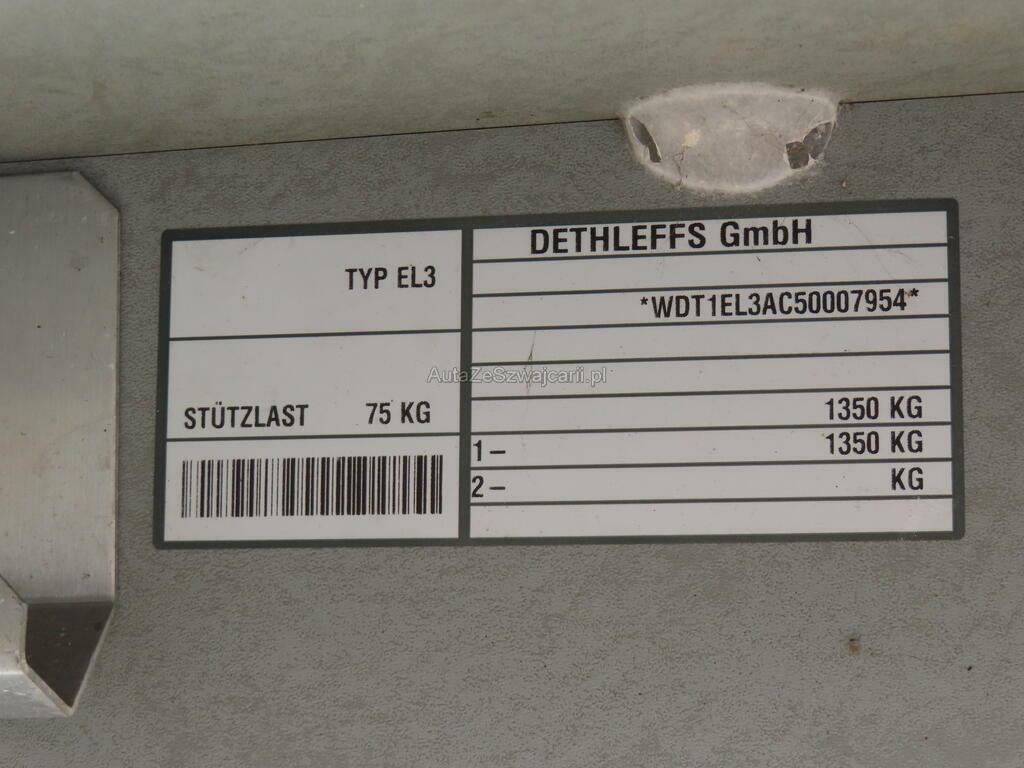 TYP EL3
STÜTZLAST 75 KG
DETHLEFFS GmbH
*WDT1EL3AC50007954*
1350 KG
1– 1350 KG
2– KG
AutaZeSzwajcarii.pl